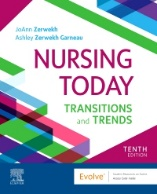 JoAnn Zerwekh
Ashley Zerwekh Garneau
NURSING
TODAY
TRANSITIONS
and TRENDS
TENTH
EDITION
ELSEVIER
Evolve